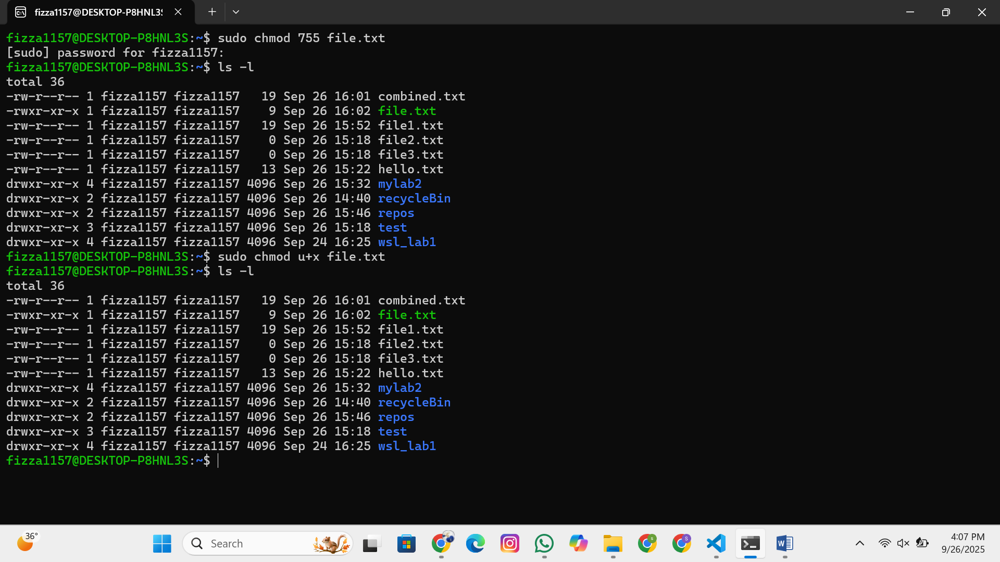 fizza1157@DESKTOP-P8HNL3S
fizza1157@DESKTOP-P8HNL3S:~$ sudo chmod 755 file.txt
[sudo] password for fizza1157:
fizza1157@DESKTOP-P8HNL3S:~$ ls -l
total 36
-rw-r--r-- 1 fizza1157 fizza1157   19 Sep 26 16:01 combined.txt
-rwxr-xr-x 1 fizza1157 fizza1157    9 Sep 26 16:02 file.txt
-rw-r--r-- 1 fizza1157 fizza1157   19 Sep 26 15:52 file1.txt
-rw-r--r-- 1 fizza1157 fizza1157    0 Sep 26 15:18 file2.txt
-rw-r--r-- 1 fizza1157 fizza1157    0 Sep 26 15:18 file3.txt
-rw-r--r-- 1 fizza1157 fizza1157   13 Sep 26 15:22 hello.txt
drwxr-xr-x 4 fizza1157 fizza1157 4096 Sep 26 15:32 mylab2
drwxr-xr-x 2 fizza1157 fizza1157 4096 Sep 26 14:40 recycleBin
drwxr-xr-x 2 fizza1157 fizza1157 4096 Sep 26 15:46 repos
drwxr-xr-x 3 fizza1157 fizza1157 4096 Sep 26 15:18 test
drwxr-xr-x 4 fizza1157 fizza1157 4096 Sep 24 16:25 wsl_lab1
fizza1157@DESKTOP-P8HNL3S:~$ sudo chmod u+x file.txt
fizza1157@DESKTOP-P8HNL3S:~$ ls -l
total 36
-rw-r--r-- 1 fizza1157 fizza1157   19 Sep 26 16:01 combined.txt
-rwxr-xr-x 1 fizza1157 fizza1157    9 Sep 26 16:02 file.txt
-rw-r--r-- 1 fizza1157 fizza1157   19 Sep 26 15:52 file1.txt
-rw-r--r-- 1 fizza1157 fizza1157    0 Sep 26 15:18 file2.txt
-rw-r--r-- 1 fizza1157 fizza1157    0 Sep 26 15:18 file3.txt
-rw-r--r-- 1 fizza1157 fizza1157   13 Sep 26 15:22 hello.txt
drwxr-xr-x 4 fizza1157 fizza1157 4096 Sep 26 15:32 mylab2
drwxr-xr-x 2 fizza1157 fizza1157 4096 Sep 26 14:40 recycleBin
drwxr-xr-x 2 fizza1157 fizza1157 4096 Sep 26 15:46 repos
drwxr-xr-x 3 fizza1157 fizza1157 4096 Sep 26 15:18 test
drwxr-xr-x 4 fizza1157 fizza1157 4096 Sep 24 16:25 wsl_lab1
fizza1157@DESKTOP-P8HNL3S:~$
36°
Search
4:07 PM
9/26/2025